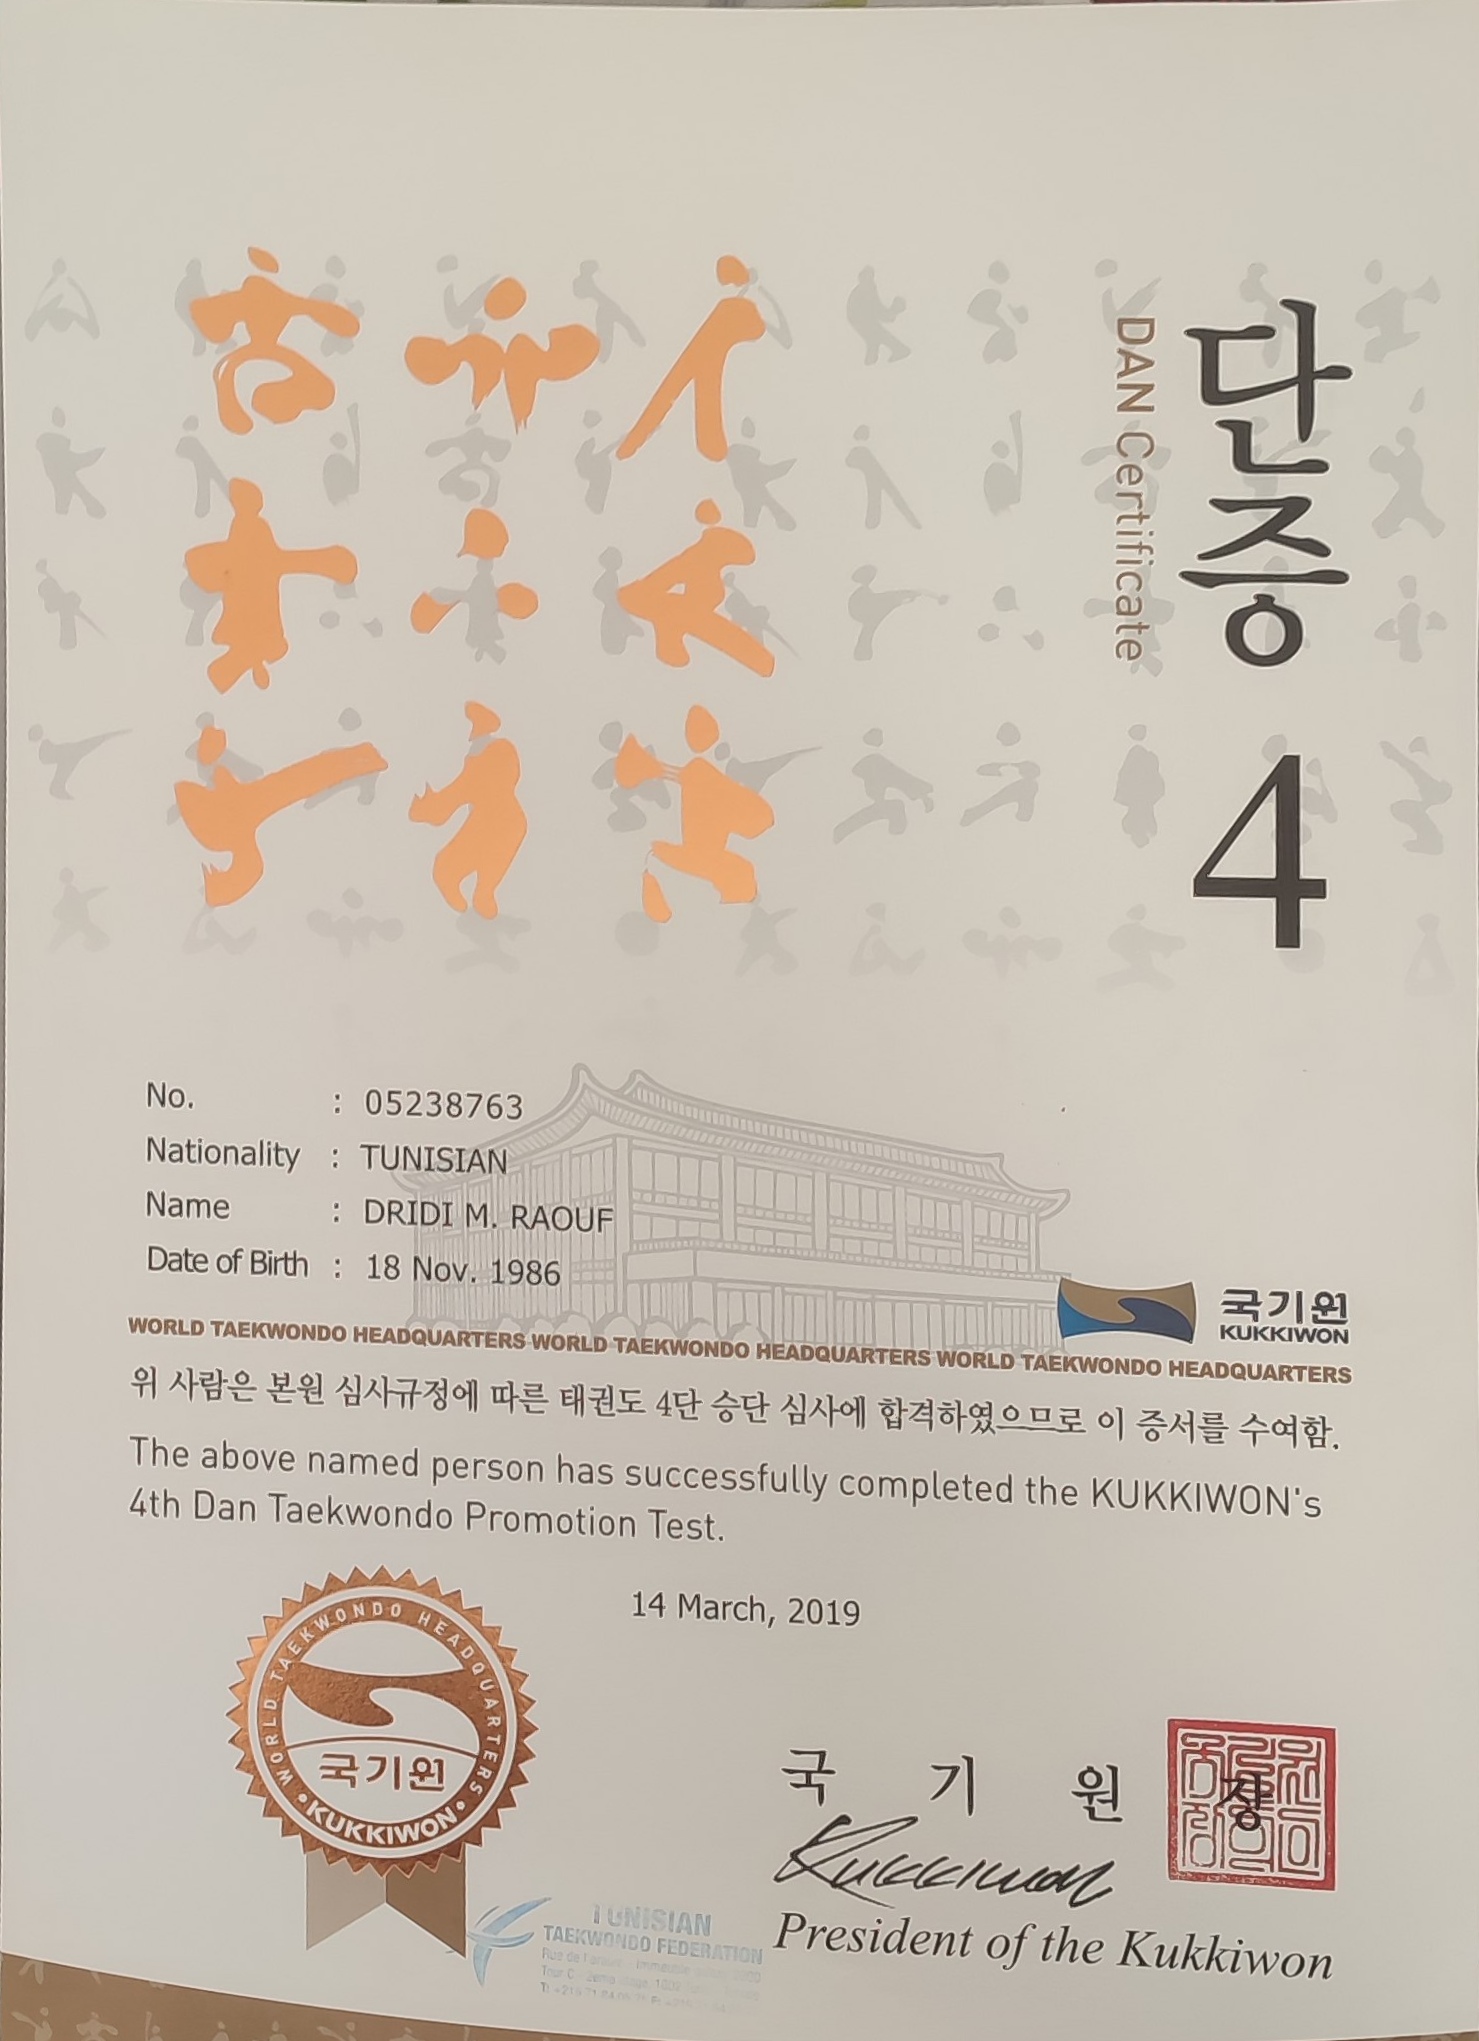 단증 4
DAN Certificate
No. : 05238763
Nationality : TUNISIAN
Name : DRIDI M. RAOUF
Date of Birth : 18 Nov. 1986
국기원
KUKKIWON
WORLD TAEKWONDO HEADQUARTERS WORLD TAEKWONDO HEADQUARTERS WORLD TAEKWONDO HEADQUARTERS
위 사람은 본원 심사규정에 따른 태권도 4단 승단 심사에 합격하였으므로 이 증서를 수여함.
The above named person has successfully completed the KUKKIWON's
4th Dan Taekwondo Promotion Test.
14 March, 2019
WORLD TAEKWONDO HEADQUARTERS
국기원
KUKKIWON
국 기 원 장
Kukkiwon
President of the Kukkiwon
TUNISIAN
TAEKWONDO FEDERATION
Rue de
Tour C